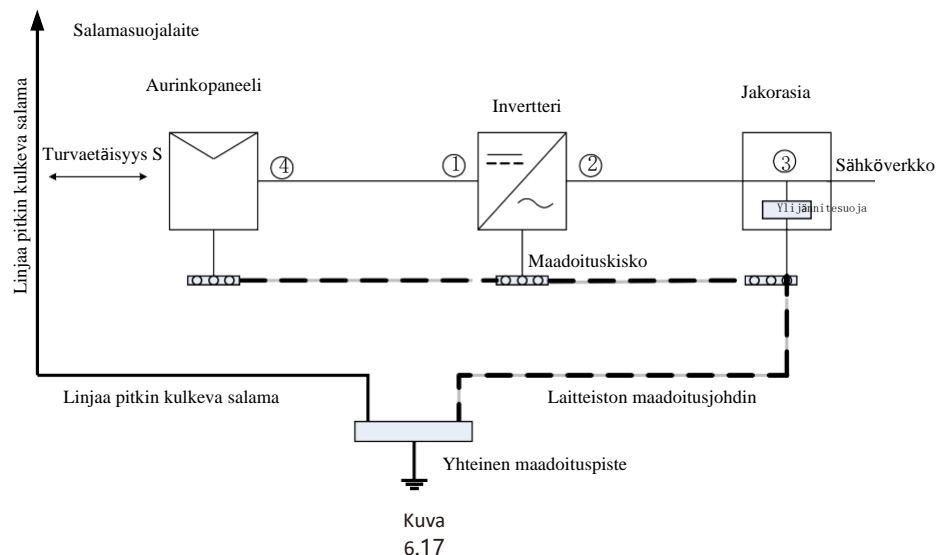 Salamasuojalaite
Aurinkopaneeli
Invertteri
Jakorasia
Linjaa pitkin kulkeva salama
Turvaetäisyys S
④
①
②
③
Sähköverkko
Ylijännitesuoja
Maadoituskisko
Linjaa pitkin kulkeva salama
Laitteiston maadoitusjohdin
Yhteinen maadoituspiste
Kuva
6.17